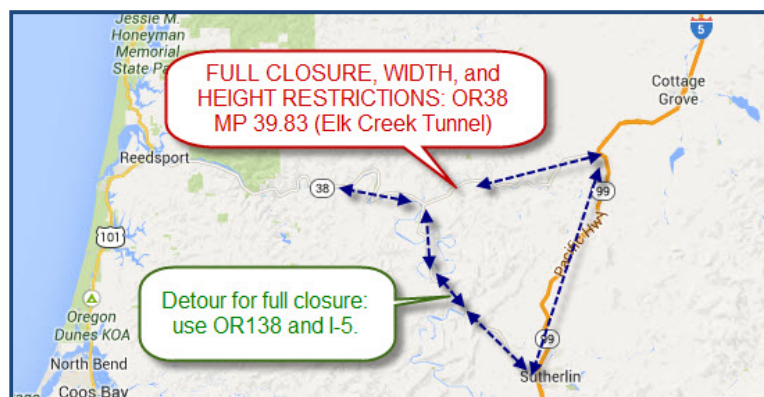 Jessie M.
Honeyman
Memorial
State Pa
5
FULL CLOSURE, WIDTH, and
HEIGHT RESTRICTIONS: OR38
MP 39.83 (Elk Creek Tunnel)
Cottage
Grove
Reedsport
38
99
101
Pacific Hwy
Detour for full closure:
use OR138 and I-5.
Oregon
Dunes KOA
99
Sutherlin
North Bend
Coos Bay